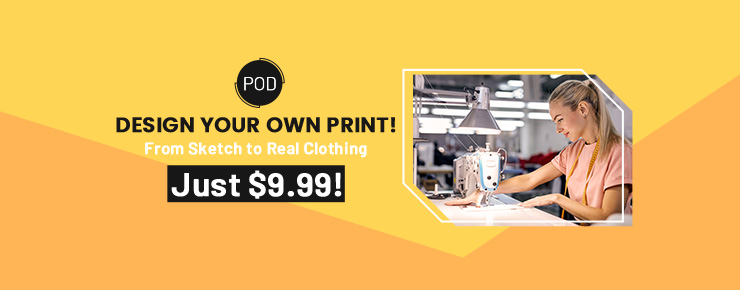 POD
DESIGN YOUR OWN PRINT!
From Sketch to Real Clothing
Just $9.99!